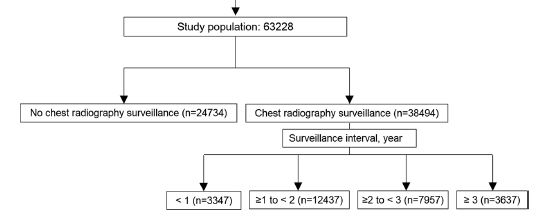 Study population: 63228
No chest radiography surveillance (n=24734)
Chest radiography surveillance (n=38494)
Surveillance interval, year
< 1 (n=3347)
≥1 to < 2 (n=12437)
≥2 to < 3 (n=7957)
≥ 3 (n=3637)